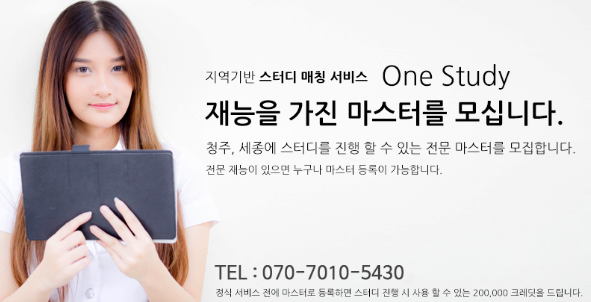 지역기반 스터디 매칭 서비스 One Study
재능을 가진 마스터를 모십니다.
청주, 세종에 스터디를 진행 할 수 있는 전문 마스터를 모집합니다.
전문 재능이 있으면 누구나 마스터 등록이 가능합니다.
TEL : 070-7010-5430
정식 서비스 전에 마스터로 등록하면 스터디 진행 시 사용 할 수 있는 200,000 크레딧을 드립니다.